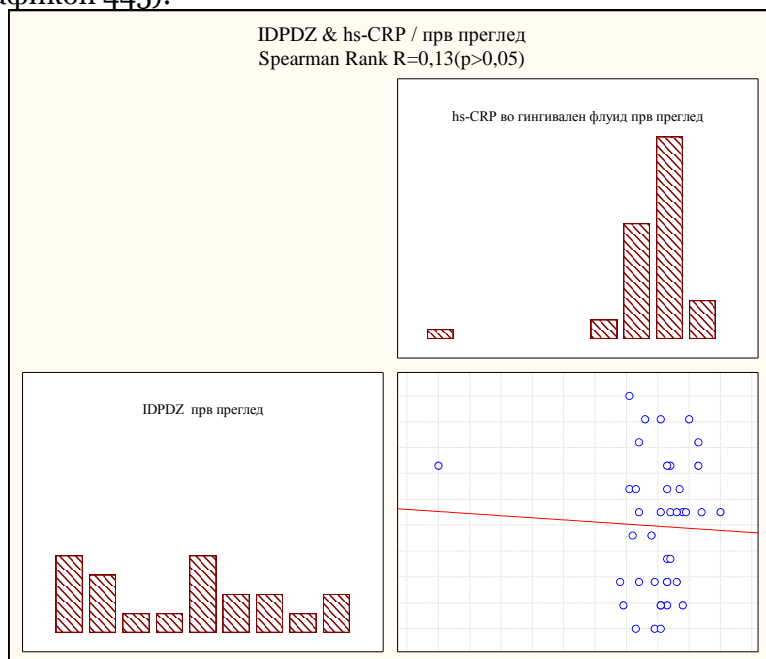 IDPDZ & hs-CRP / прв преглед
Spearman Rank R=0,13(p>0,05)
hs-CRP во гингивален флуид прв преглед
IDPDZ прв преглед